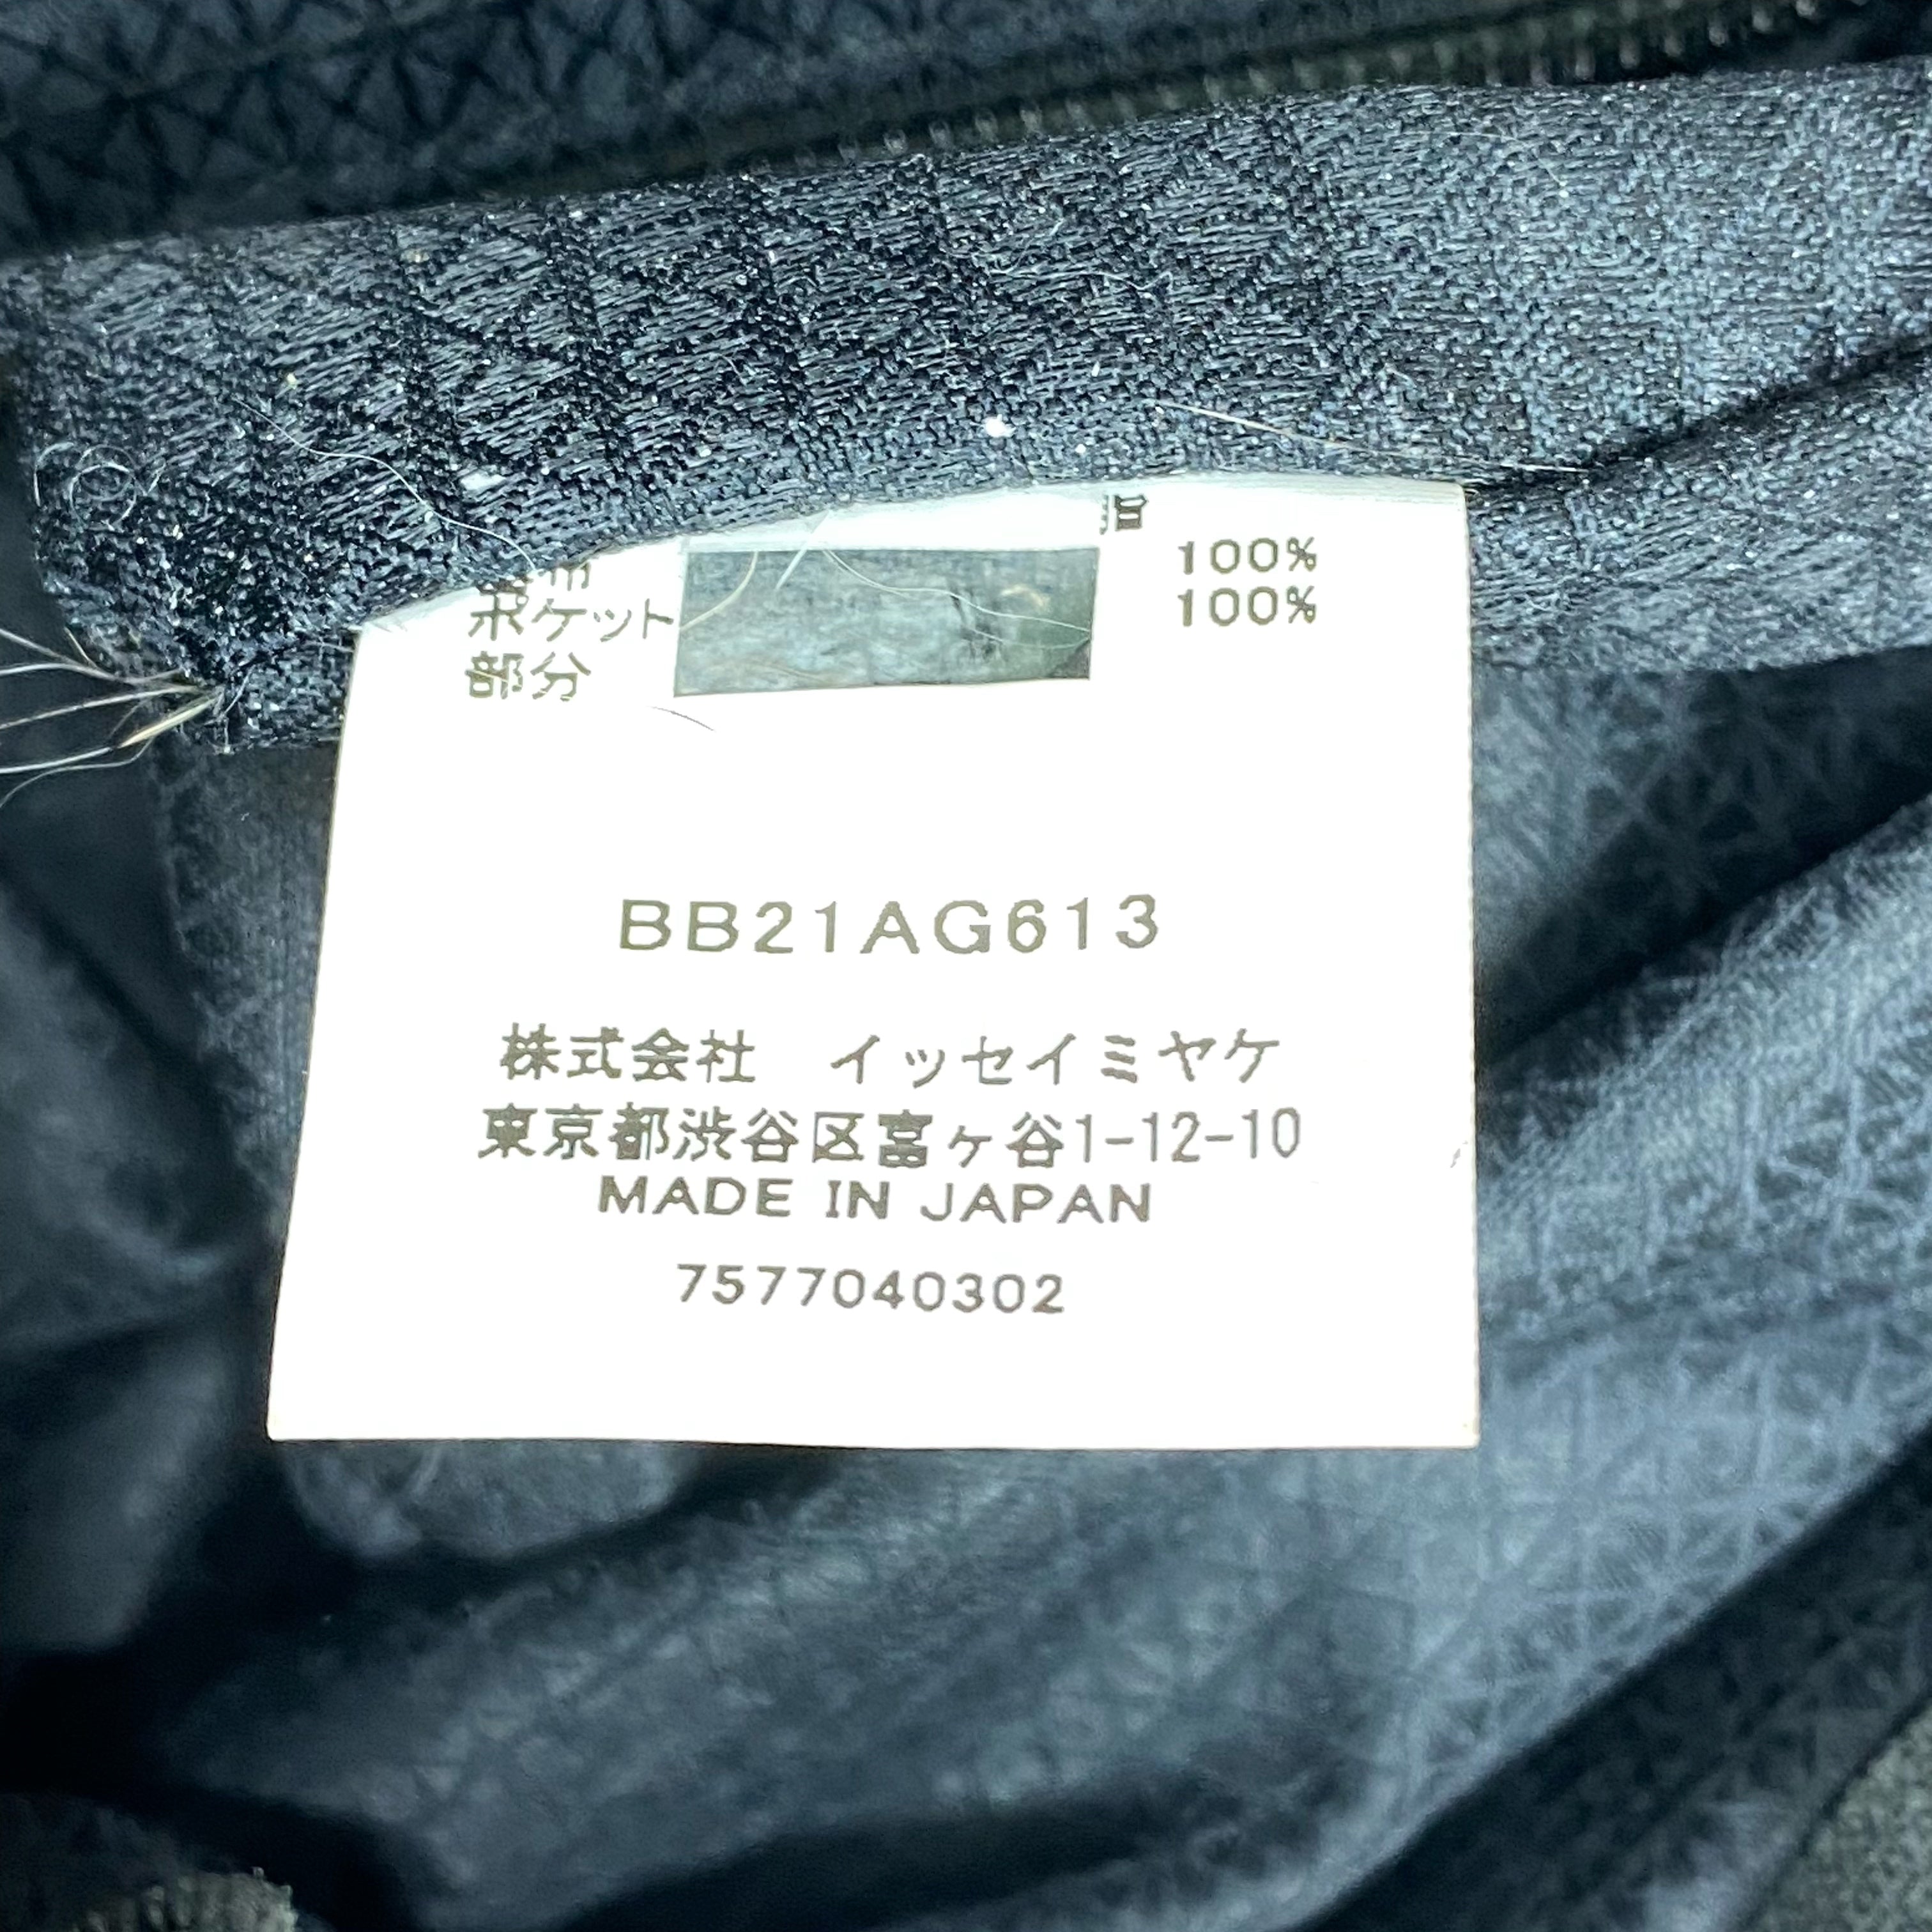 100%
ポケット 100%
部分
BB21AG613
株式会社 イッセイミヤケ
東京都渋谷区富ヶ谷1-12-10
MADE IN JAPAN
7577040302